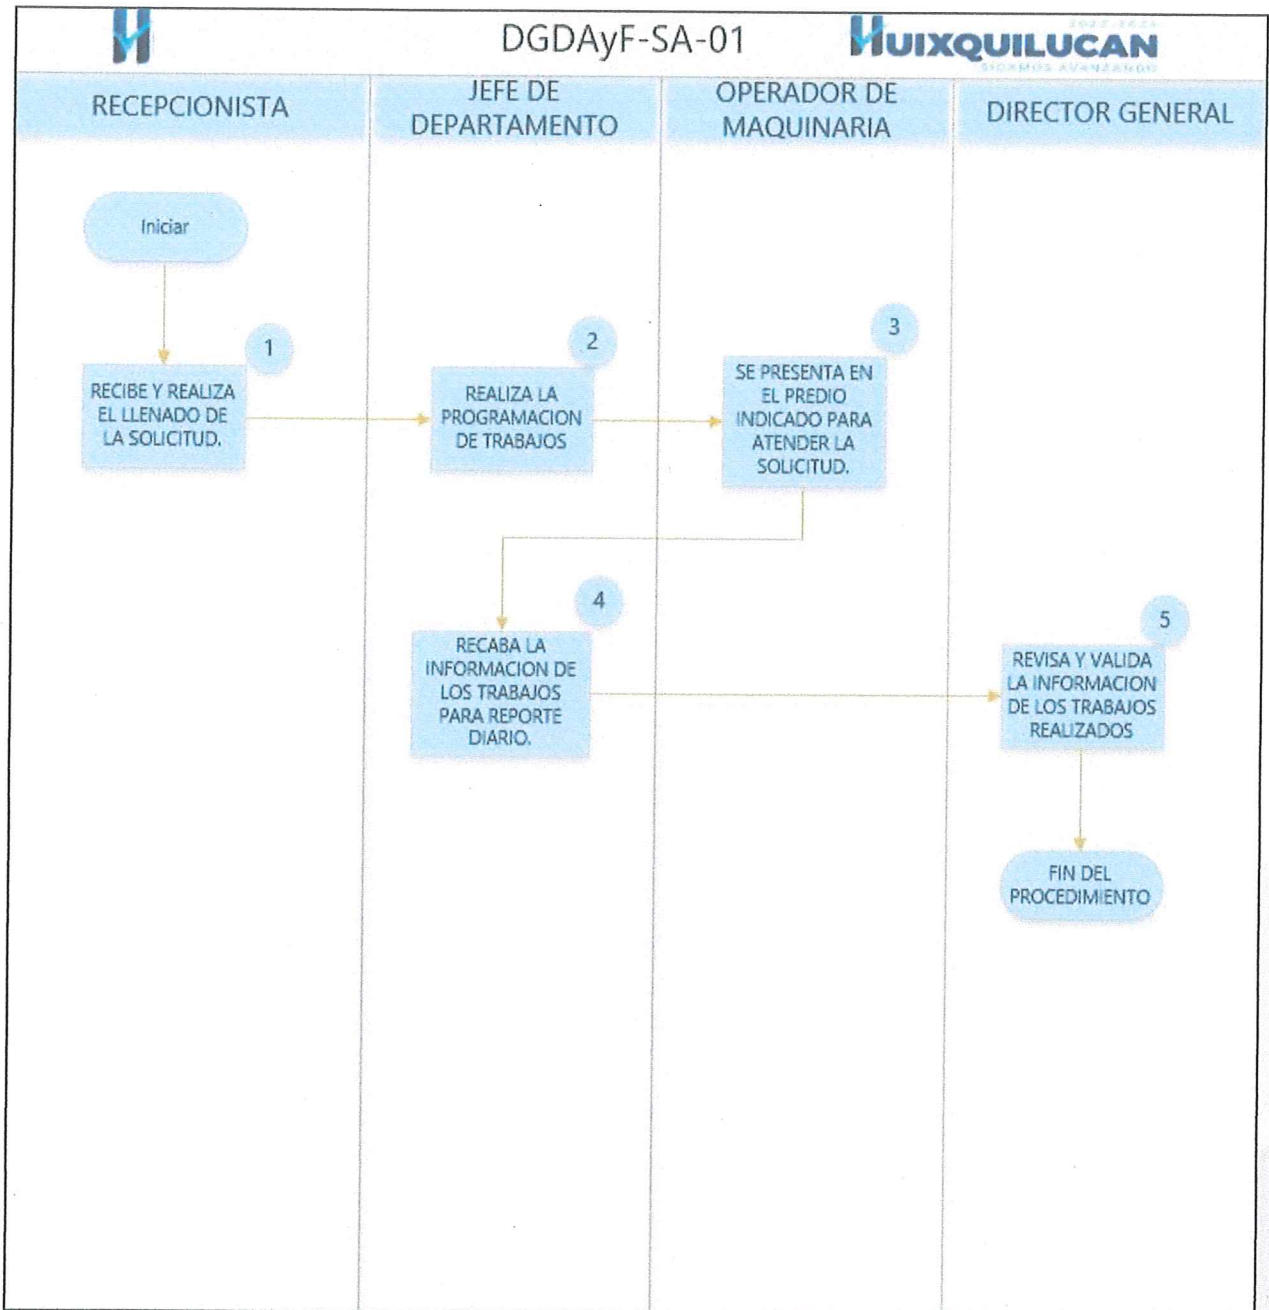 DGDAyF-SA-01
HUIXQUILUCAN
SIGAMOS AVANZANDO
RECEPCIONISTA
JEFE DE
DEPARTAMENTO
OPERADOR DE
MAQUINARIA
DIRECTOR GENERAL
Iniciar
1
RECIBE Y REALIZA
EL LLENADO DE
LA SOLICITUD.
2
REALIZA LA
PROGRAMACION
DE TRABAJOS
3
SE PRESENTA EN
EL PREDIO
INDICADO PARA
ATENDER LA
SOLICITUD.
4
RECABA LA
INFORMACION DE
LOS TRABAJOS
PARA REPORTE
DIARIO.
5
REVISA Y VALIDA
LA INFORMACION
DE LOS TRABAJOS
REALIZADOS
FIN DEL
PROCEDIMIENTO